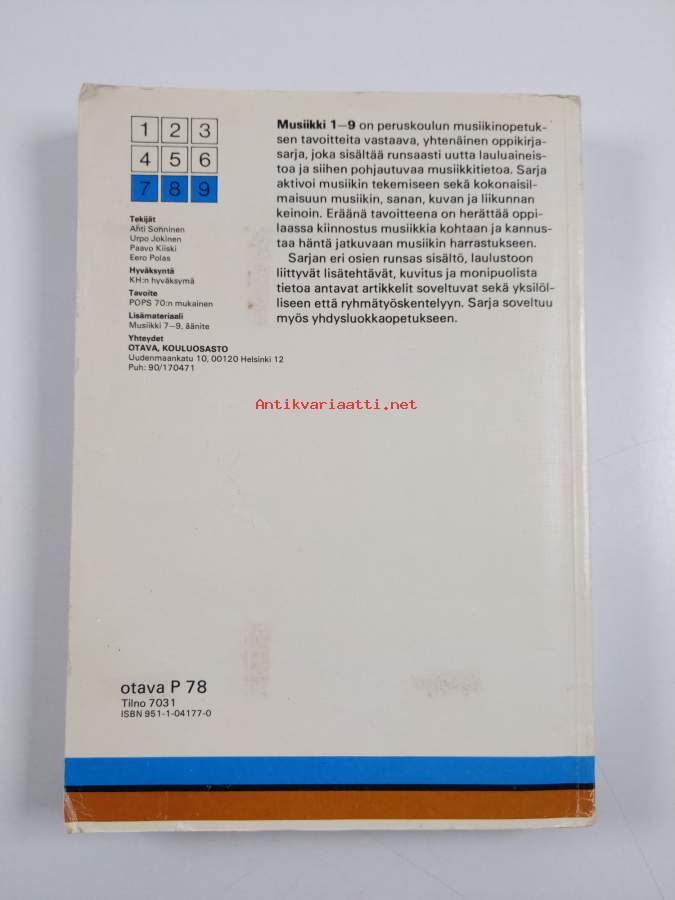 1 2 3
4 5 6
7 8 9
Tekijät
Ahti Sonninen
Urpo Jokinen
Paavo Kiiski
Eero Polas
Hyväksyntä
KH:n hyväksymä
Tavoite
POPS 70:n mukainen
Lisämateriaali
Musiikki 7–9, äänite
Yhteydet
OTAVA, KOULUOSASTO
Uudenmaankatu 10, 00120 Helsinki 12
Puh: 90/170471
Musiikki 1–9 on peruskoulun musiikinopetuk-
sen tavoitteita vastaava, yhtenäinen oppikirja-
sarja, joka sisältää runsaasti uutta lauluaineis-
toa ja siihen pohjautuvaa musiikkitietoa. Sarja
aktivoi musiikin tekemiseen sekä kokonaisil-
maisuun musiikin, sanan, kuvan ja liikunnan
keinoin. Eräänä tavoitteena on herättää oppi-
laassa kiinnostus musiikkia kohtaan ja kannus-
taa häntä jatkuvaan musiikin harrastukseen.
Sarjan eri osien runsas sisältö, laulustoon
liittyvät lisätehtävät, kuvitus ja monipuolista
tietoa antavat artikkelit soveltuvat sekä yksilöl-
liseen että ryhmätyöskentelyyn. Sarja soveltuu
myös yhdysluokkaopetukseen.
Antikvariaatti.net
otava P 78
Tilno 7031
ISBN 951-1-04177-0